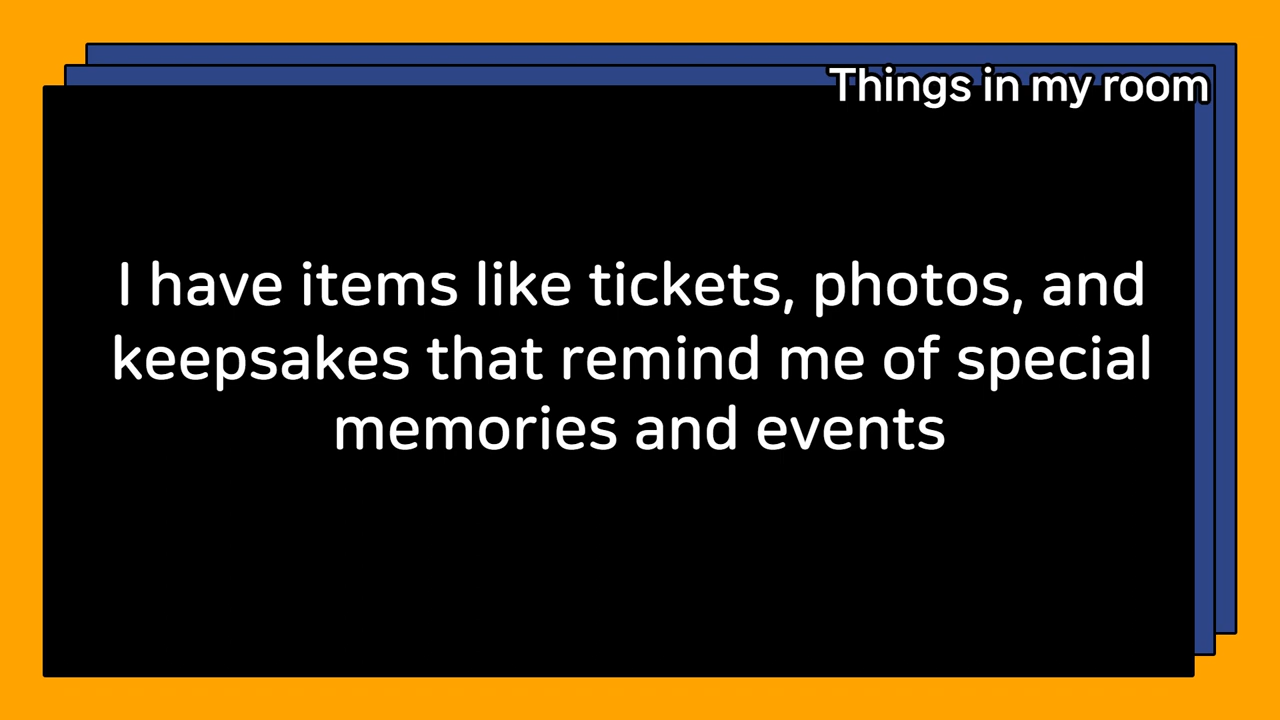 Things in my room
I have items like tickets, photos, and
keepsakes that remind me of special
memories and events